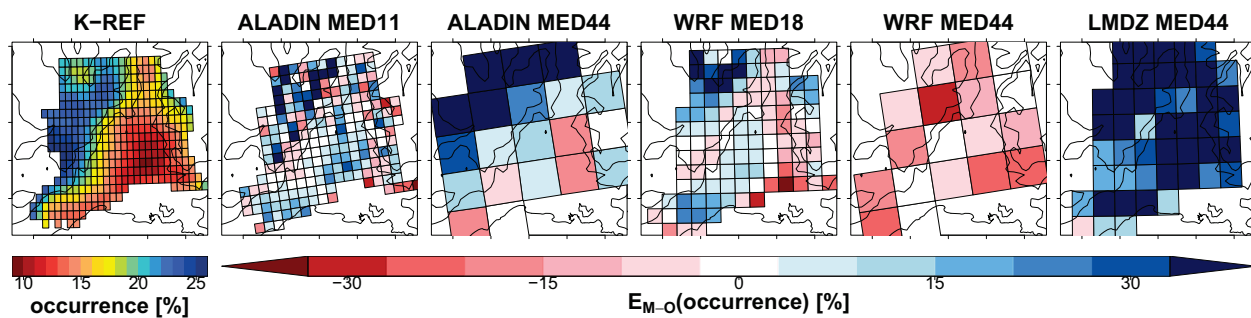 K−REF ALADIN MED11 ALADIN MED44 WRF MED18 WRF MED44 LMDZ MED44
10 15 20 25 −30 −15 0 15 30
occurrence [%] E_M−O(occurrence) [%]